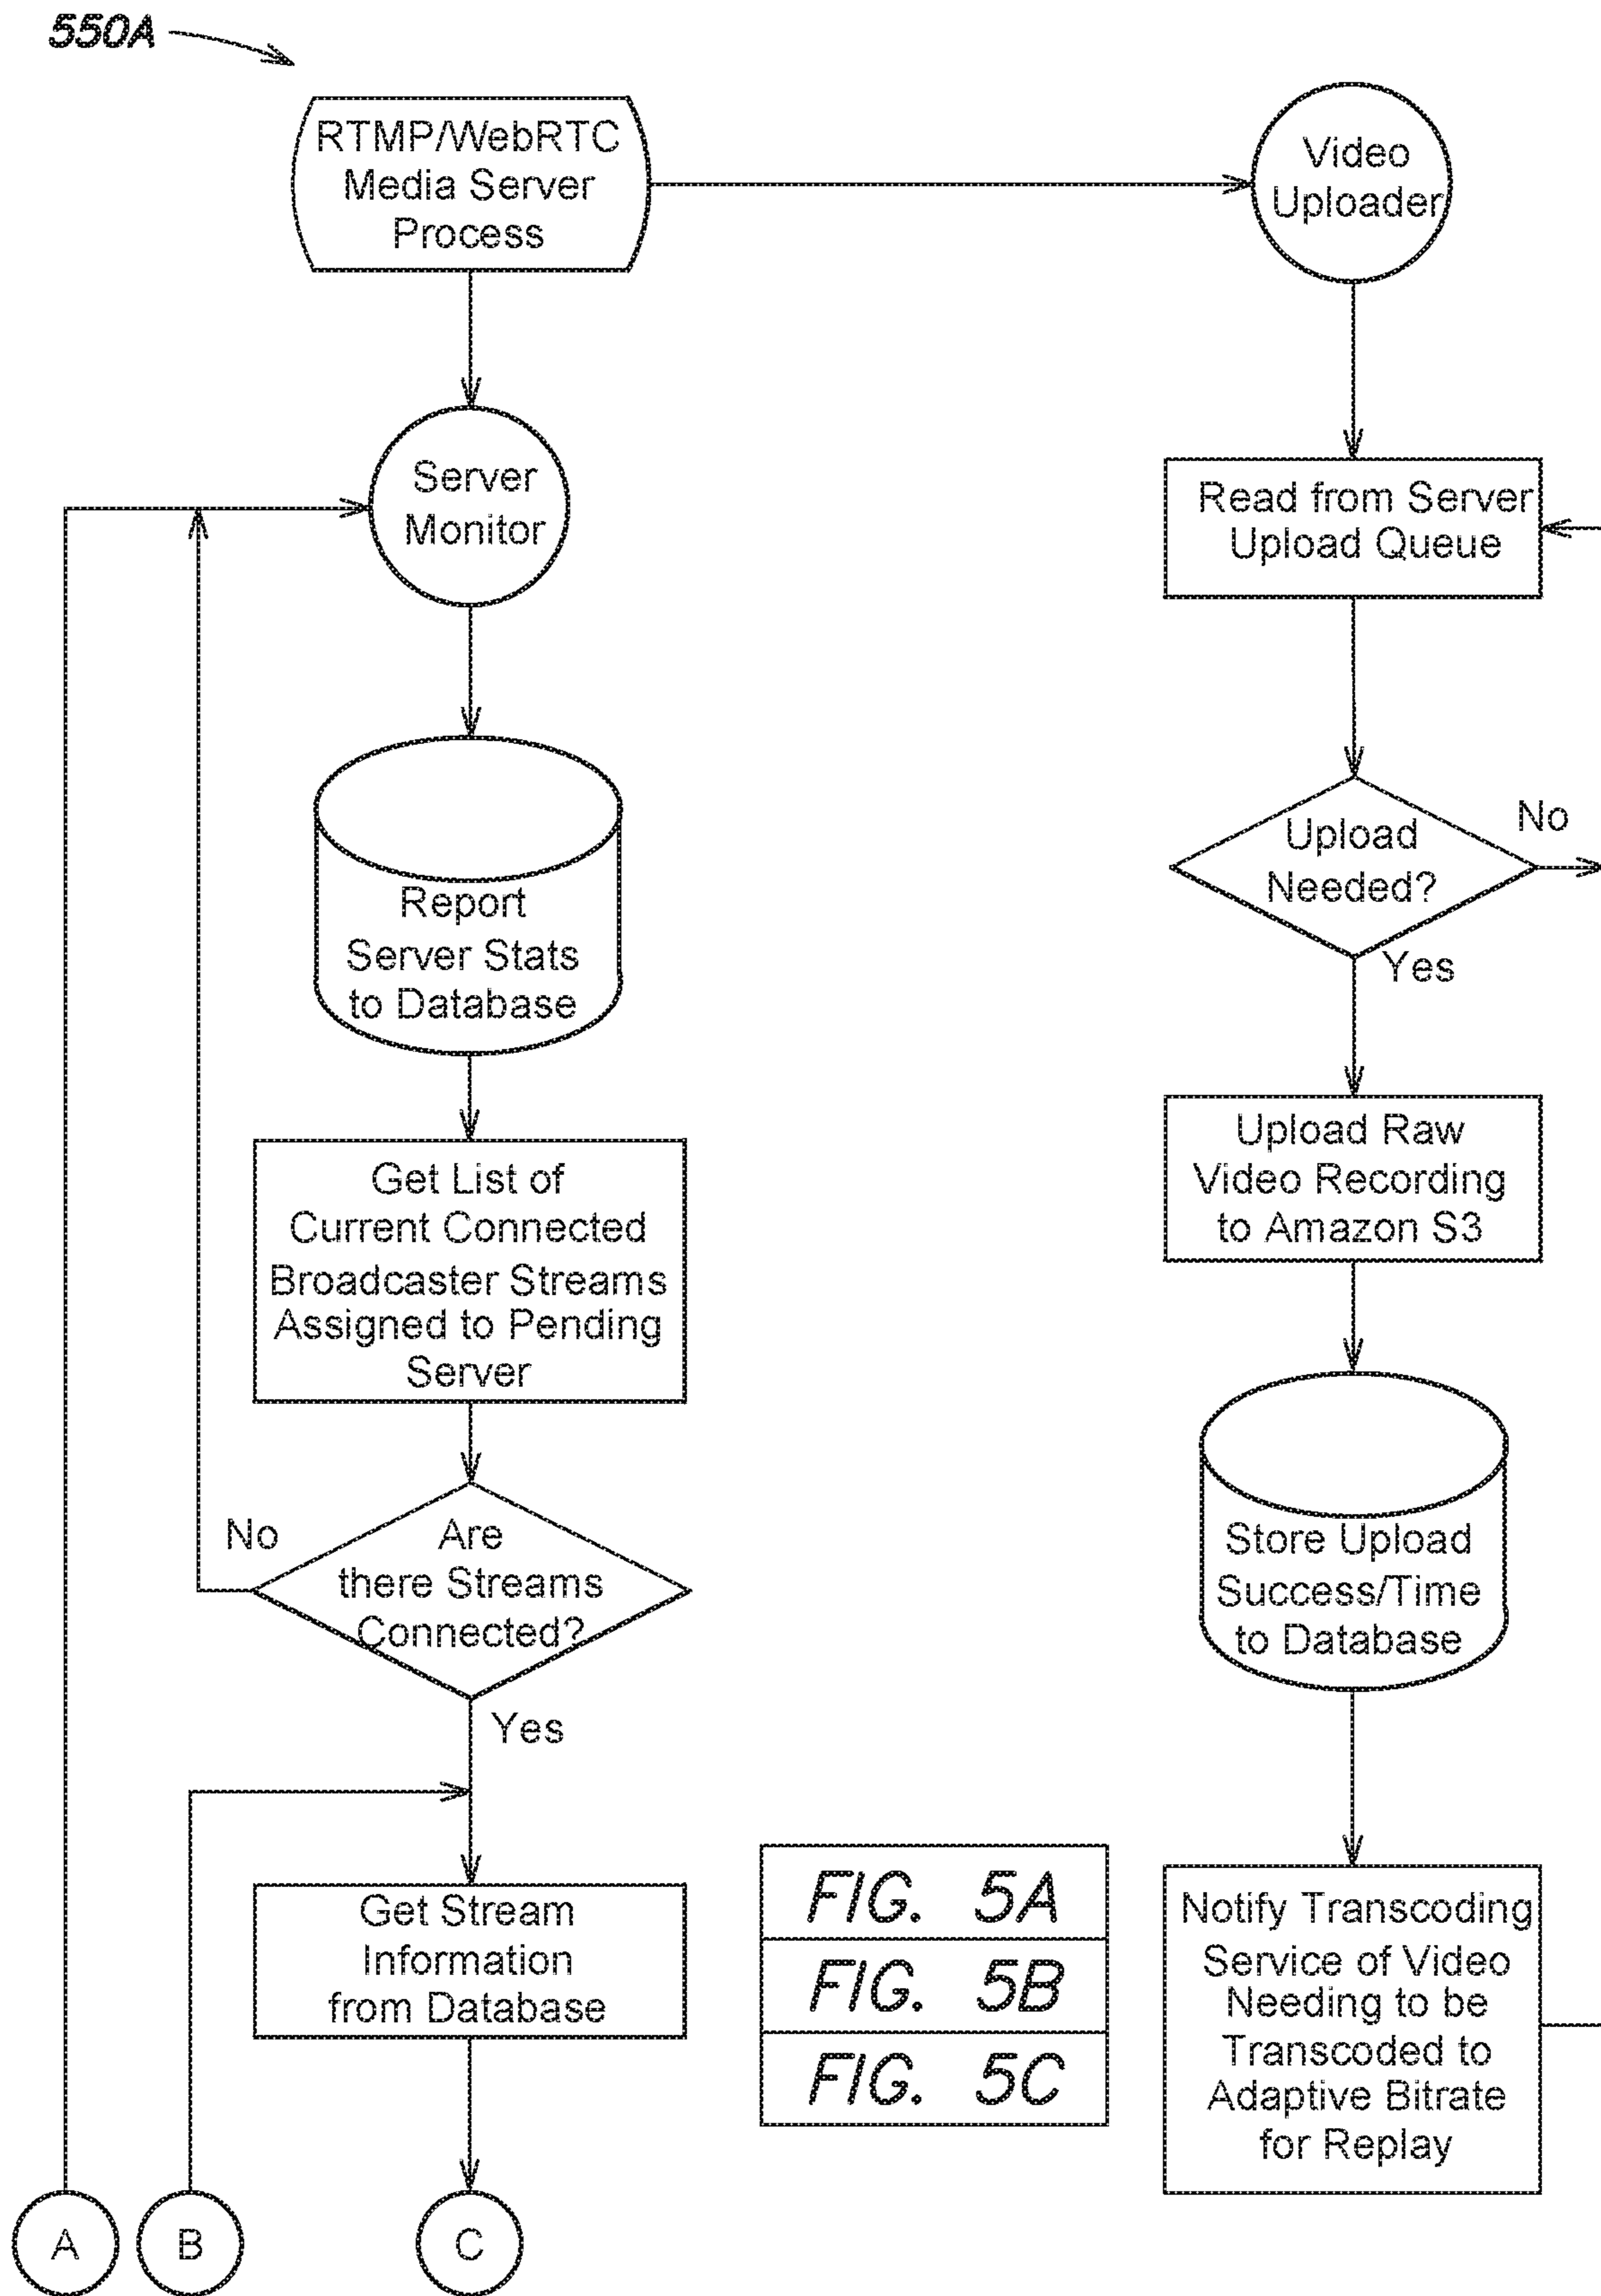 550A
RTMP/WebRTC
Media Server
Process
Video
Uploader
Server
Monitor
Read from Server
Upload Queue
Report
Server Stats
to Database
Upload
Needed?
No
Yes
Get List of
Current Connected
Broadcaster Streams
Assigned to Pending
Server
Upload Raw
Video Recording
to Amazon S3
No
Are
there Streams
Connected?
Yes
Store Upload
Success/Time
to Database
Get Stream
Information
from Database
FIG. 5A
FIG. 5B
FIG. 5C
Notify Transcoding
Service of Video
Needing to be
Transcoded to
Adaptive Bitrate
for Replay
A
B
C